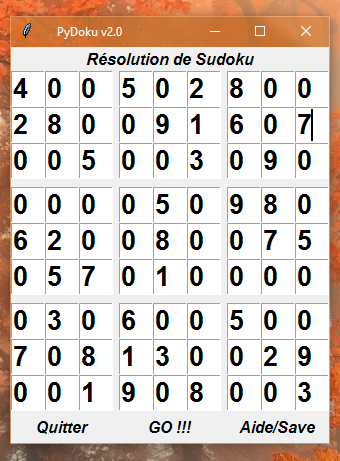 PyDoku v2.0
Résolution de Sudoku
4 0 0 5 0 2 8 0 0
2 8 0 0 9 1 6 0 7
0 0 5 0 0 3 0 9 0
0 0 0 0 5 0 9 8 0
6 2 0 0 8 0 0 7 5
0 5 7 0 1 0 0 0 0
0 3 0 6 0 0 5 0 0
7 0 8 1 3 0 0 2 9
0 0 1 9 0 8 0 0 3
Quitter GO !!! Aide/Save